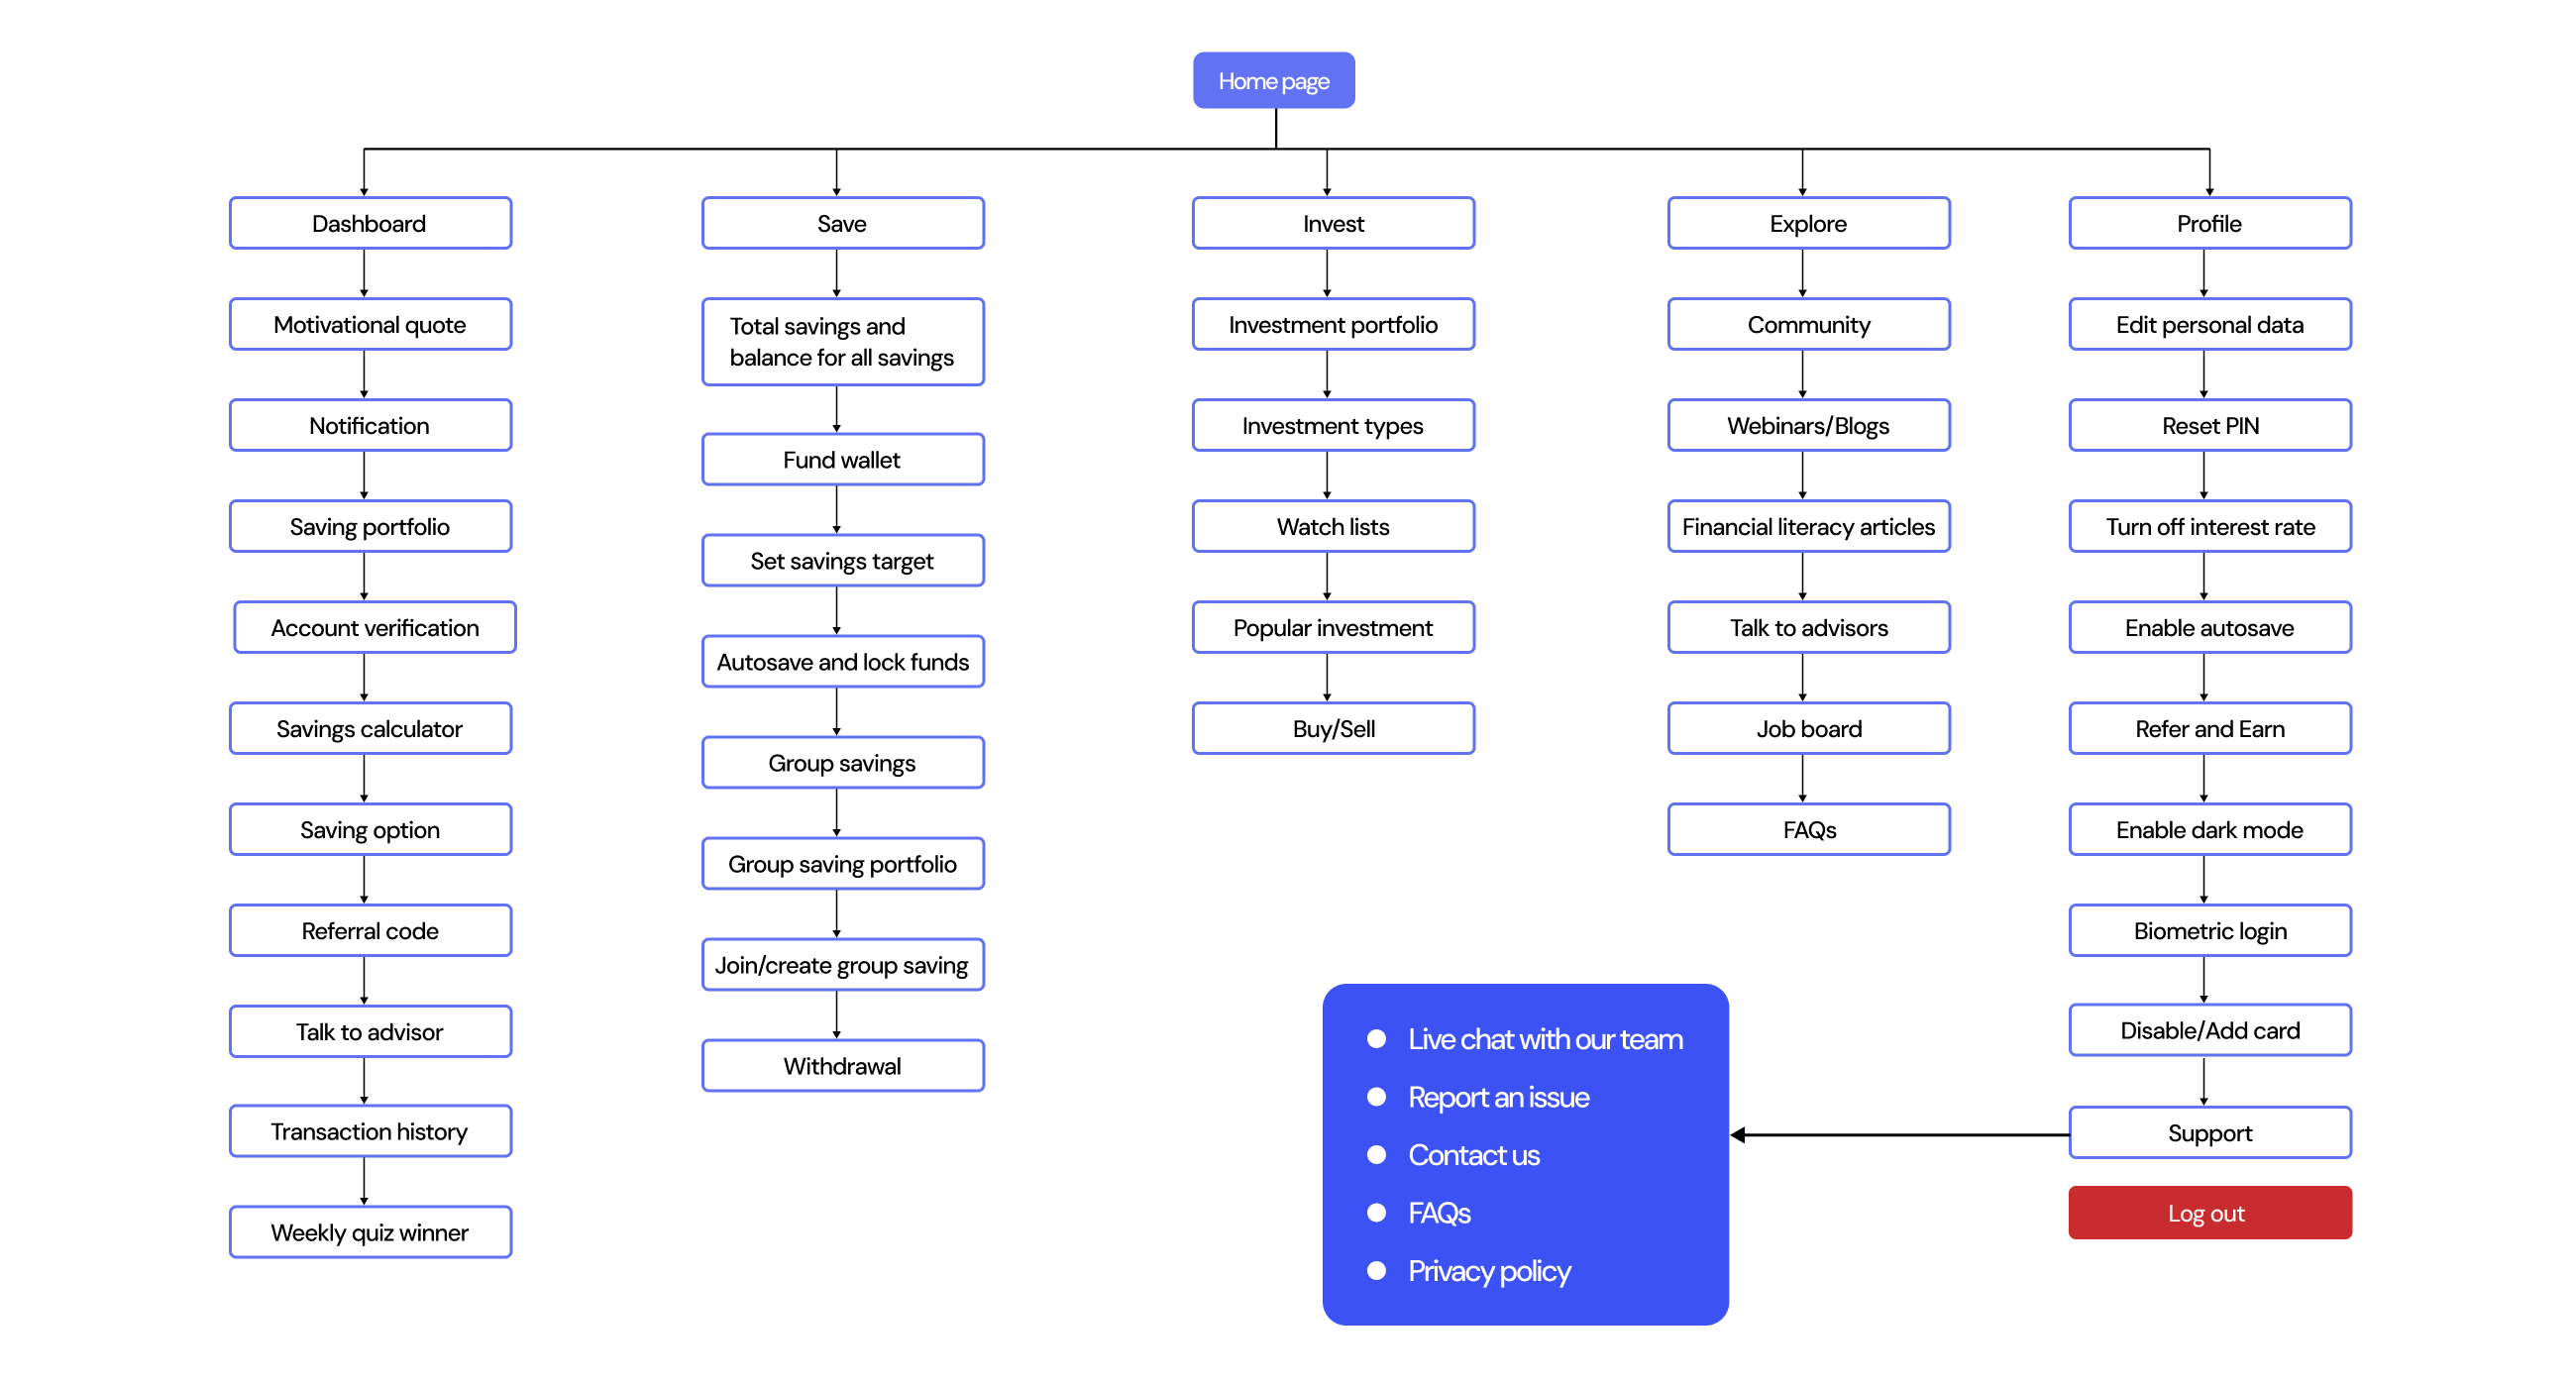 Home page
Dashboard
Motivational quote
Notification
Saving portfolio
Account verification
Savings calculator
Saving option
Referral code
Talk to advisor
Transaction history
Weekly quiz winner
Save
Total savings and
balance for all savings
Fund wallet
Set savings target
Autosave and lock funds
Group savings
Group saving portfolio
Join/create group saving
Withdrawal
Invest
Investment portfolio
Investment types
Watch lists
Popular investment
Buy/Sell
Explore
Community
Webinars/Blogs
Financial literacy articles
Talk to advisors
Job board
FAQs
Profile
Edit personal data
Reset PIN
Turn off interest rate
Enable autosave
Refer and Earn
Enable dark mode
Biometric login
Disable/Add card
Support
Log out
Live chat with our team
Report an issue
Contact us
FAQs
Privacy policy